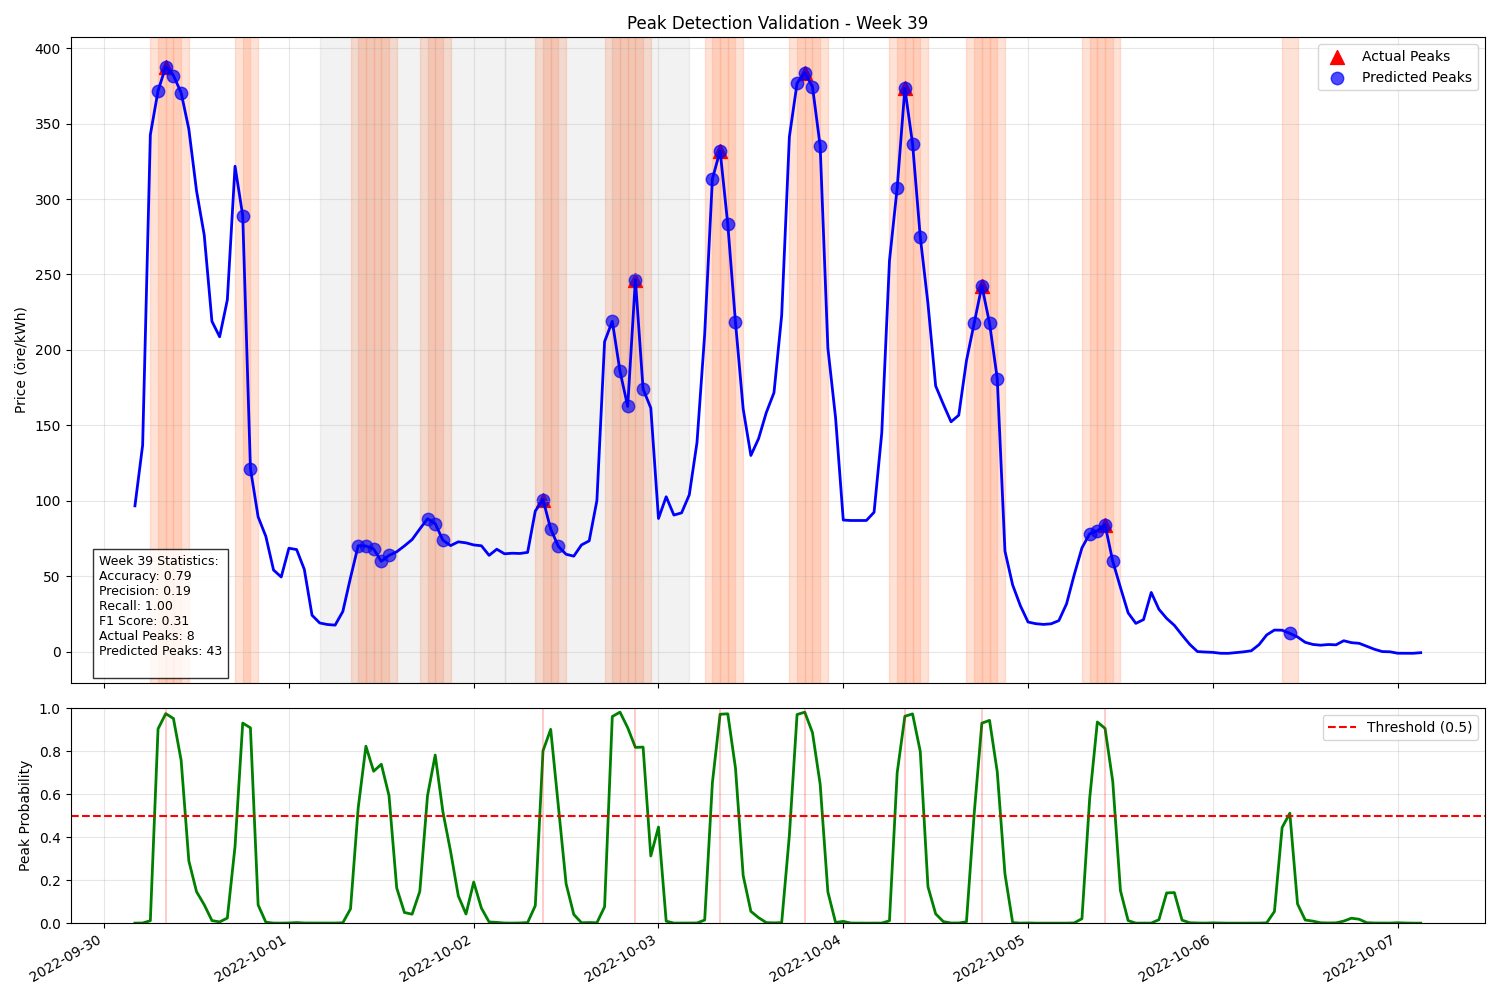 Peak Detection Validation - Week 39
Price (öre/kWh)
400
350
300
250
200
150
100
50
0
Actual Peaks
Predicted Peaks
Week 39 Statistics:
Accuracy: 0.79
Precision: 0.19
Recall: 1.00
F1 Score: 0.31
Actual Peaks: 8
Predicted Peaks: 43
Peak Probability
1.0
0.8
0.6
0.4
0.2
0.0
Threshold (0.5)
2022-09-30
2022-10-01
2022-10-02
2022-10-03
2022-10-04
2022-10-05
2022-10-06
2022-10-07